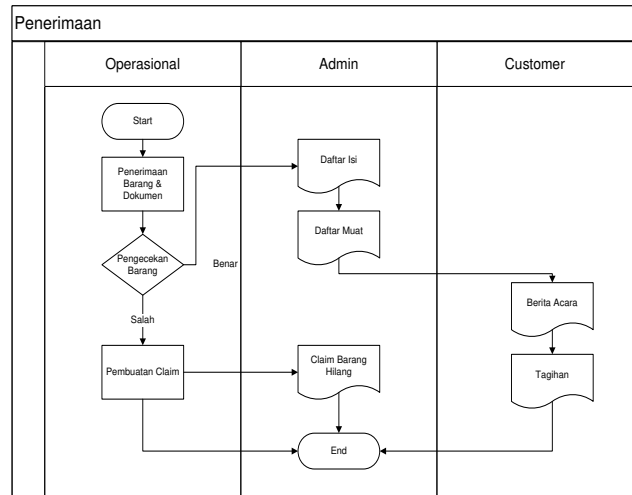 Penerimaan
Operasional
Admin
Customer
Start
Penerimaan
Barang &
Dokumen
Pengecekan
Barang
Benar
Salah
Pembuatan Claim
Daftar Isi
Daftar Muat
Berita Acara
Tagihan
Claim Barang
Hilang
End